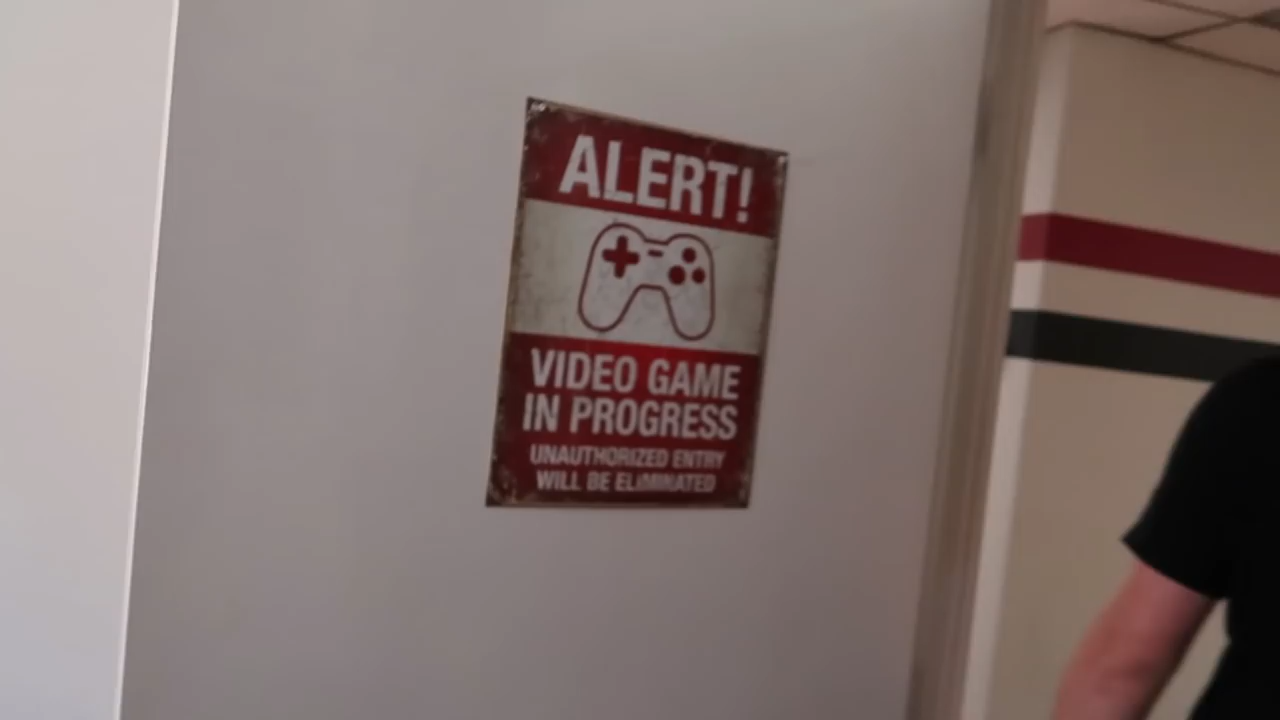 ALERT!
VIDEO GAME
IN PROGRESS
UNAUTHORIZED ENTRY
WILL BE ELIMINATED